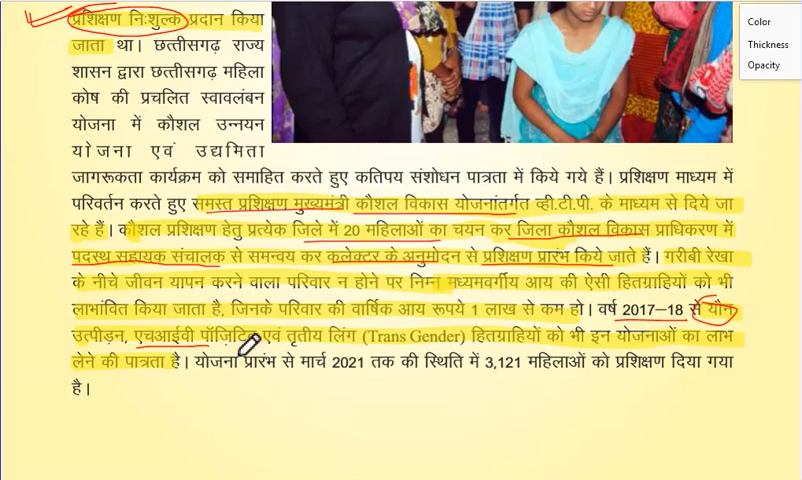 प्रशिक्षण निःशुल्क प्रदान किया
जाता था। छत्तीसगढ़ राज्य
शासन द्वारा छत्तीसगढ़ महिला
कोष की प्रचलित स्वावलंबन
योजना में कौशल उन्नयन
योजना एवं उद्यमिता
जागरूकता कार्यक्रम को समाहित करते हुए कतिपय संशोधन पात्रता में किये गये हैं। प्रशिक्षण माध्यम में
परिवर्तन करते हुए समस्त प्रशिक्षण मुख्यमंत्री कौशल विकास योजनांतर्गत व्ही.टी.पी. के माध्यम से दिये जा
रहे हैं। कौशल प्रशिक्षण हेतु प्रत्येक जिले में 20 महिलाओं का चयन कर जिला कौशल विकास प्राधिकरण में
पदस्थ सहायक संचालक से समन्वय कर कलेक्टर के अनुमोदन से प्रशिक्षण प्रारंभ किये जाते हैं। गरीबी रेखा
के नीचे जीवन यापन करने वाला परिवार न होने पर निम्न मध्यमवर्गीय आय की ऐसी हितग्राहियों को भी
लाभांवित किया जाता है, जिनके परिवार की वार्षिक आय रूपये 1 लाख से कम हो। वर्ष 2017–18 से यौन
उत्पीड़न, एचआईवी पॉज़िटिव एवं तृतीय लिंग (Trans Gender) हितग्राहियों को भी इन योजनाओं का लाभ
लेने की पात्रता है। योजना प्रारंभ से मार्च 2021 तक की स्थिति में 3,121 महिलाओं को प्रशिक्षण दिया गया
है।
Color
Thickness
Opacity